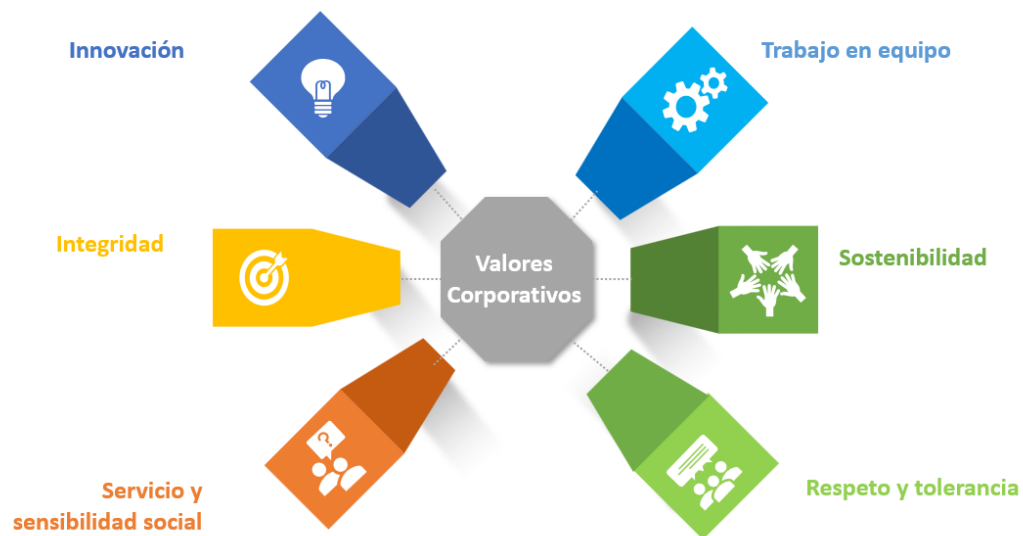 Innovación
Trabajo en equipo
Integridad
Valores
Corporativos
Sostenibilidad
?
Servicio y
sensibilidad social
Respeto y tolerancia